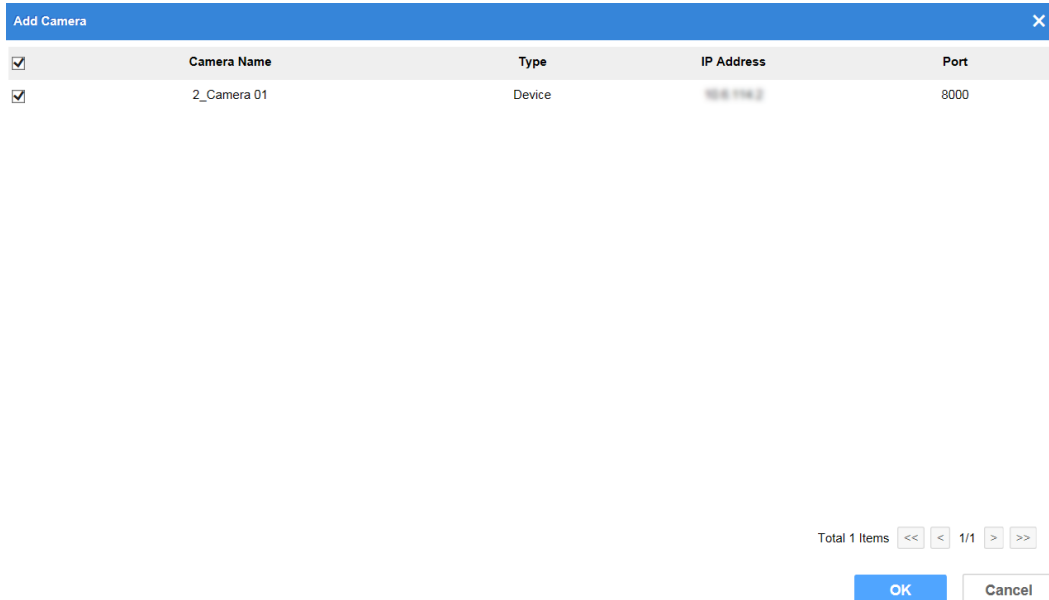 Add Camera
Camera Name Type IP Address Port
2_Camera 01 Device 8000
Total 1 Items << < 1/1 > >>
OK Cancel